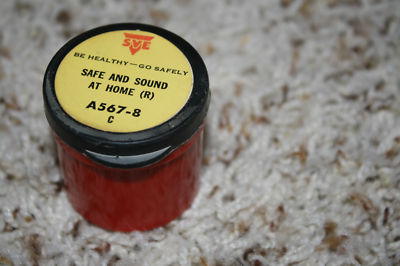 SVE
BE HEALTHY—GO SAFELY
SAFE AND SOUND
AT HOME (R)
A567-8
C